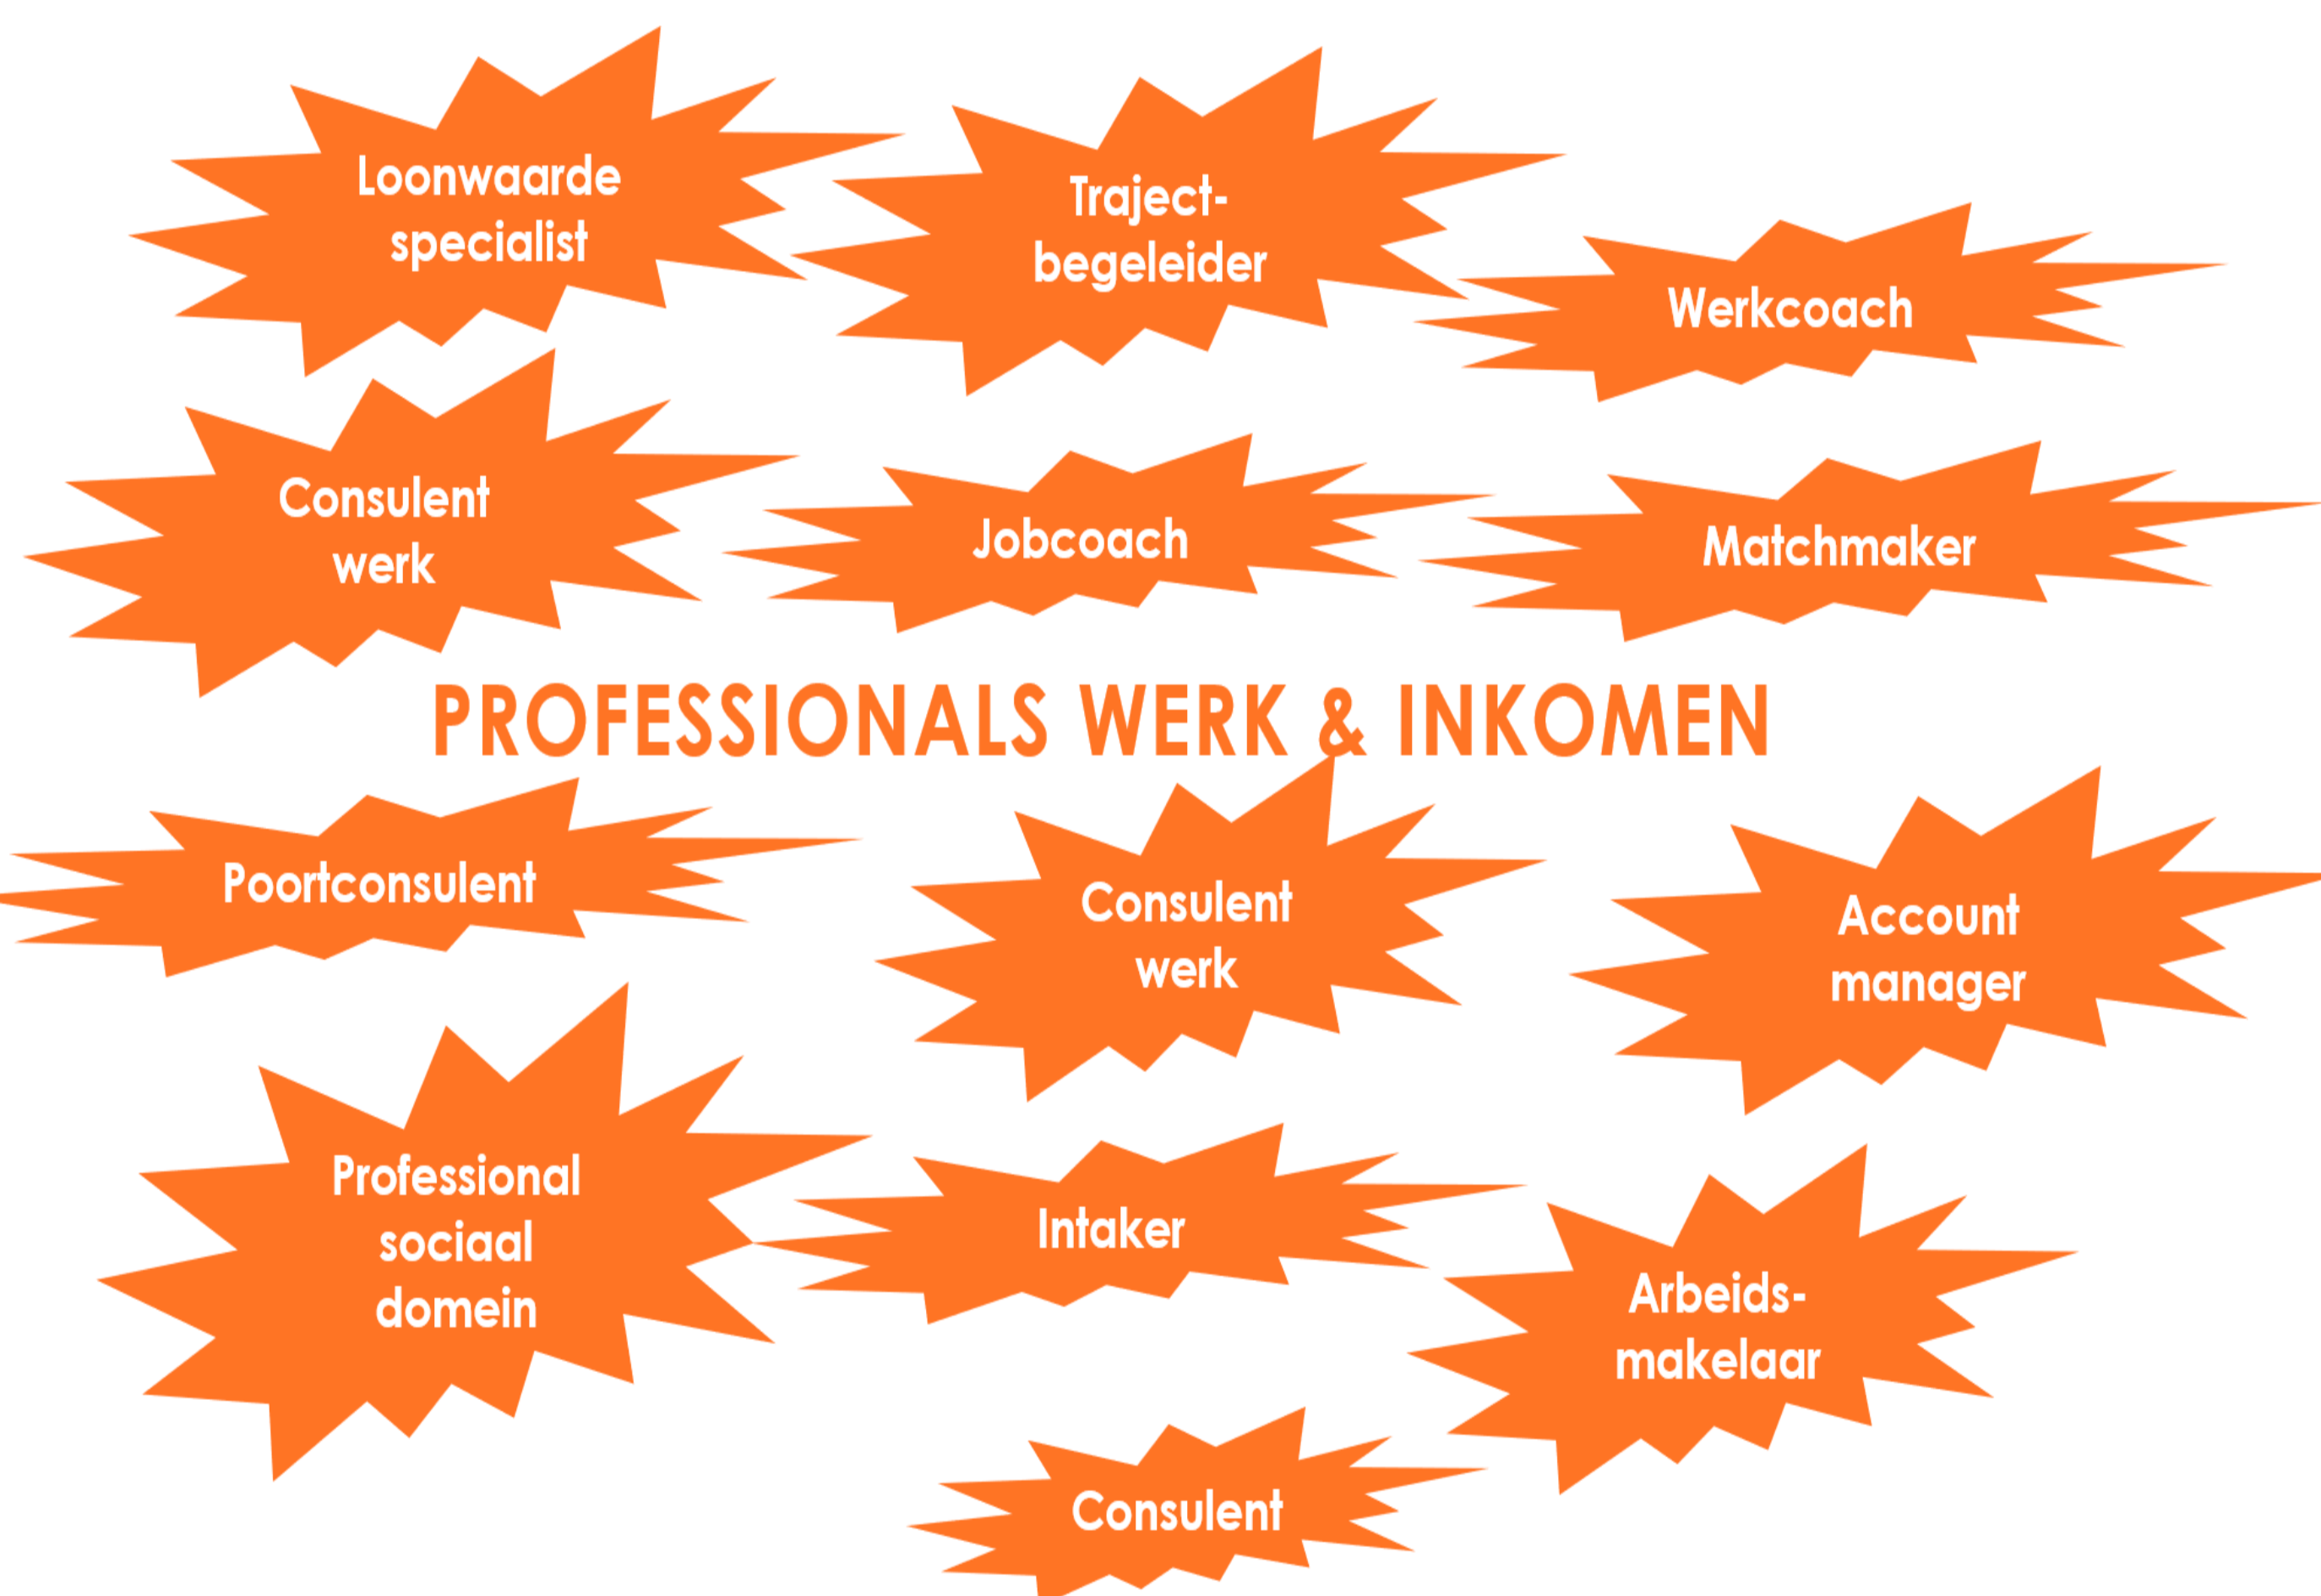 Loonwaarde
specialist
Traject-
begeleider
Werkcoach
Consulent
werk
Jobcoach
Matchmaker
PROFESSIONALS WERK & INKOMEN
Poortconsulent
Consulent
werk
Account
manager
Professional
sociaal
domein
Intaker
Arbeids-
makelaar
Consulent